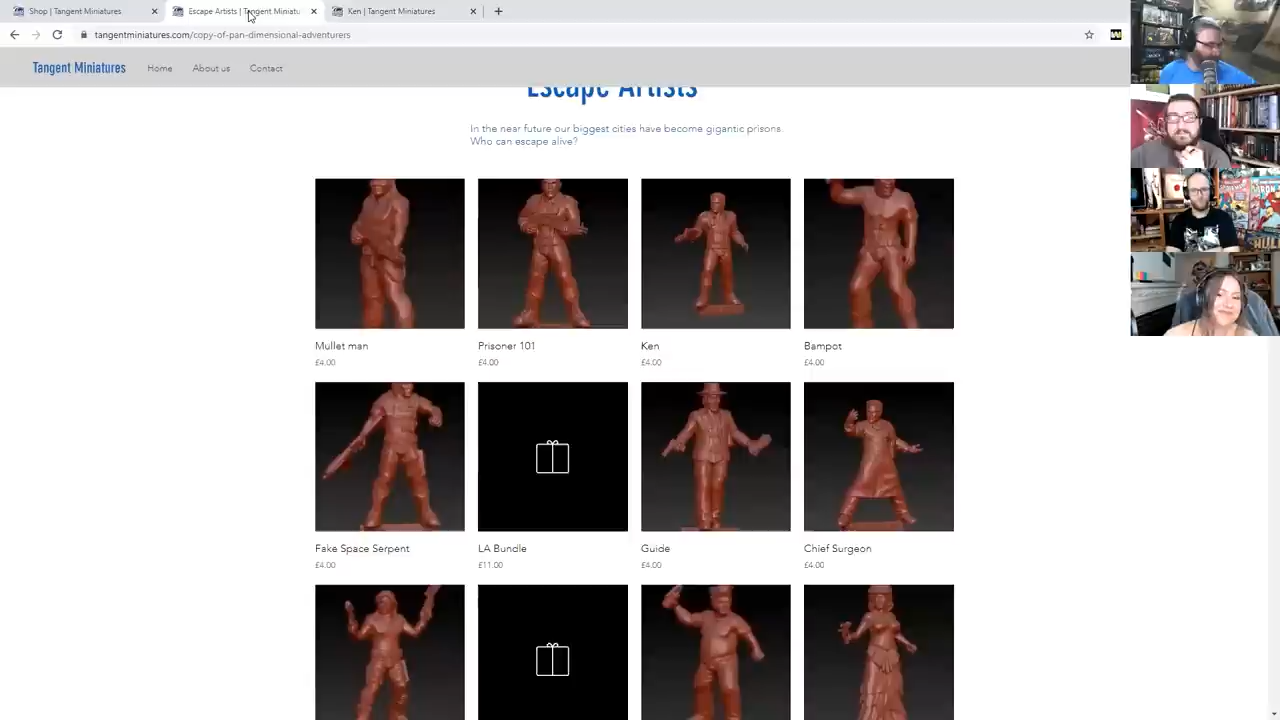 Shop | Tangent Miniatures
Escape Artists | Tangent Miniatu
Ken | Tangent Miniatures
tangentminiatures.com/copy-of-pan-dimensional-adventurers
Tangent Miniatures
Home
About us
Contact
Escape Artists
In the near future our biggest cities have become gigantic prisons.
Who can escape alive?
Mullet man
£4.00
Prisoner 101
£4.00
Ken
£4.00
Bampot
£4.00
Fake Space Serpent
£4.00
LA Bundle
£11.00
Guide
£4.00
Chief Surgeon
£4.00